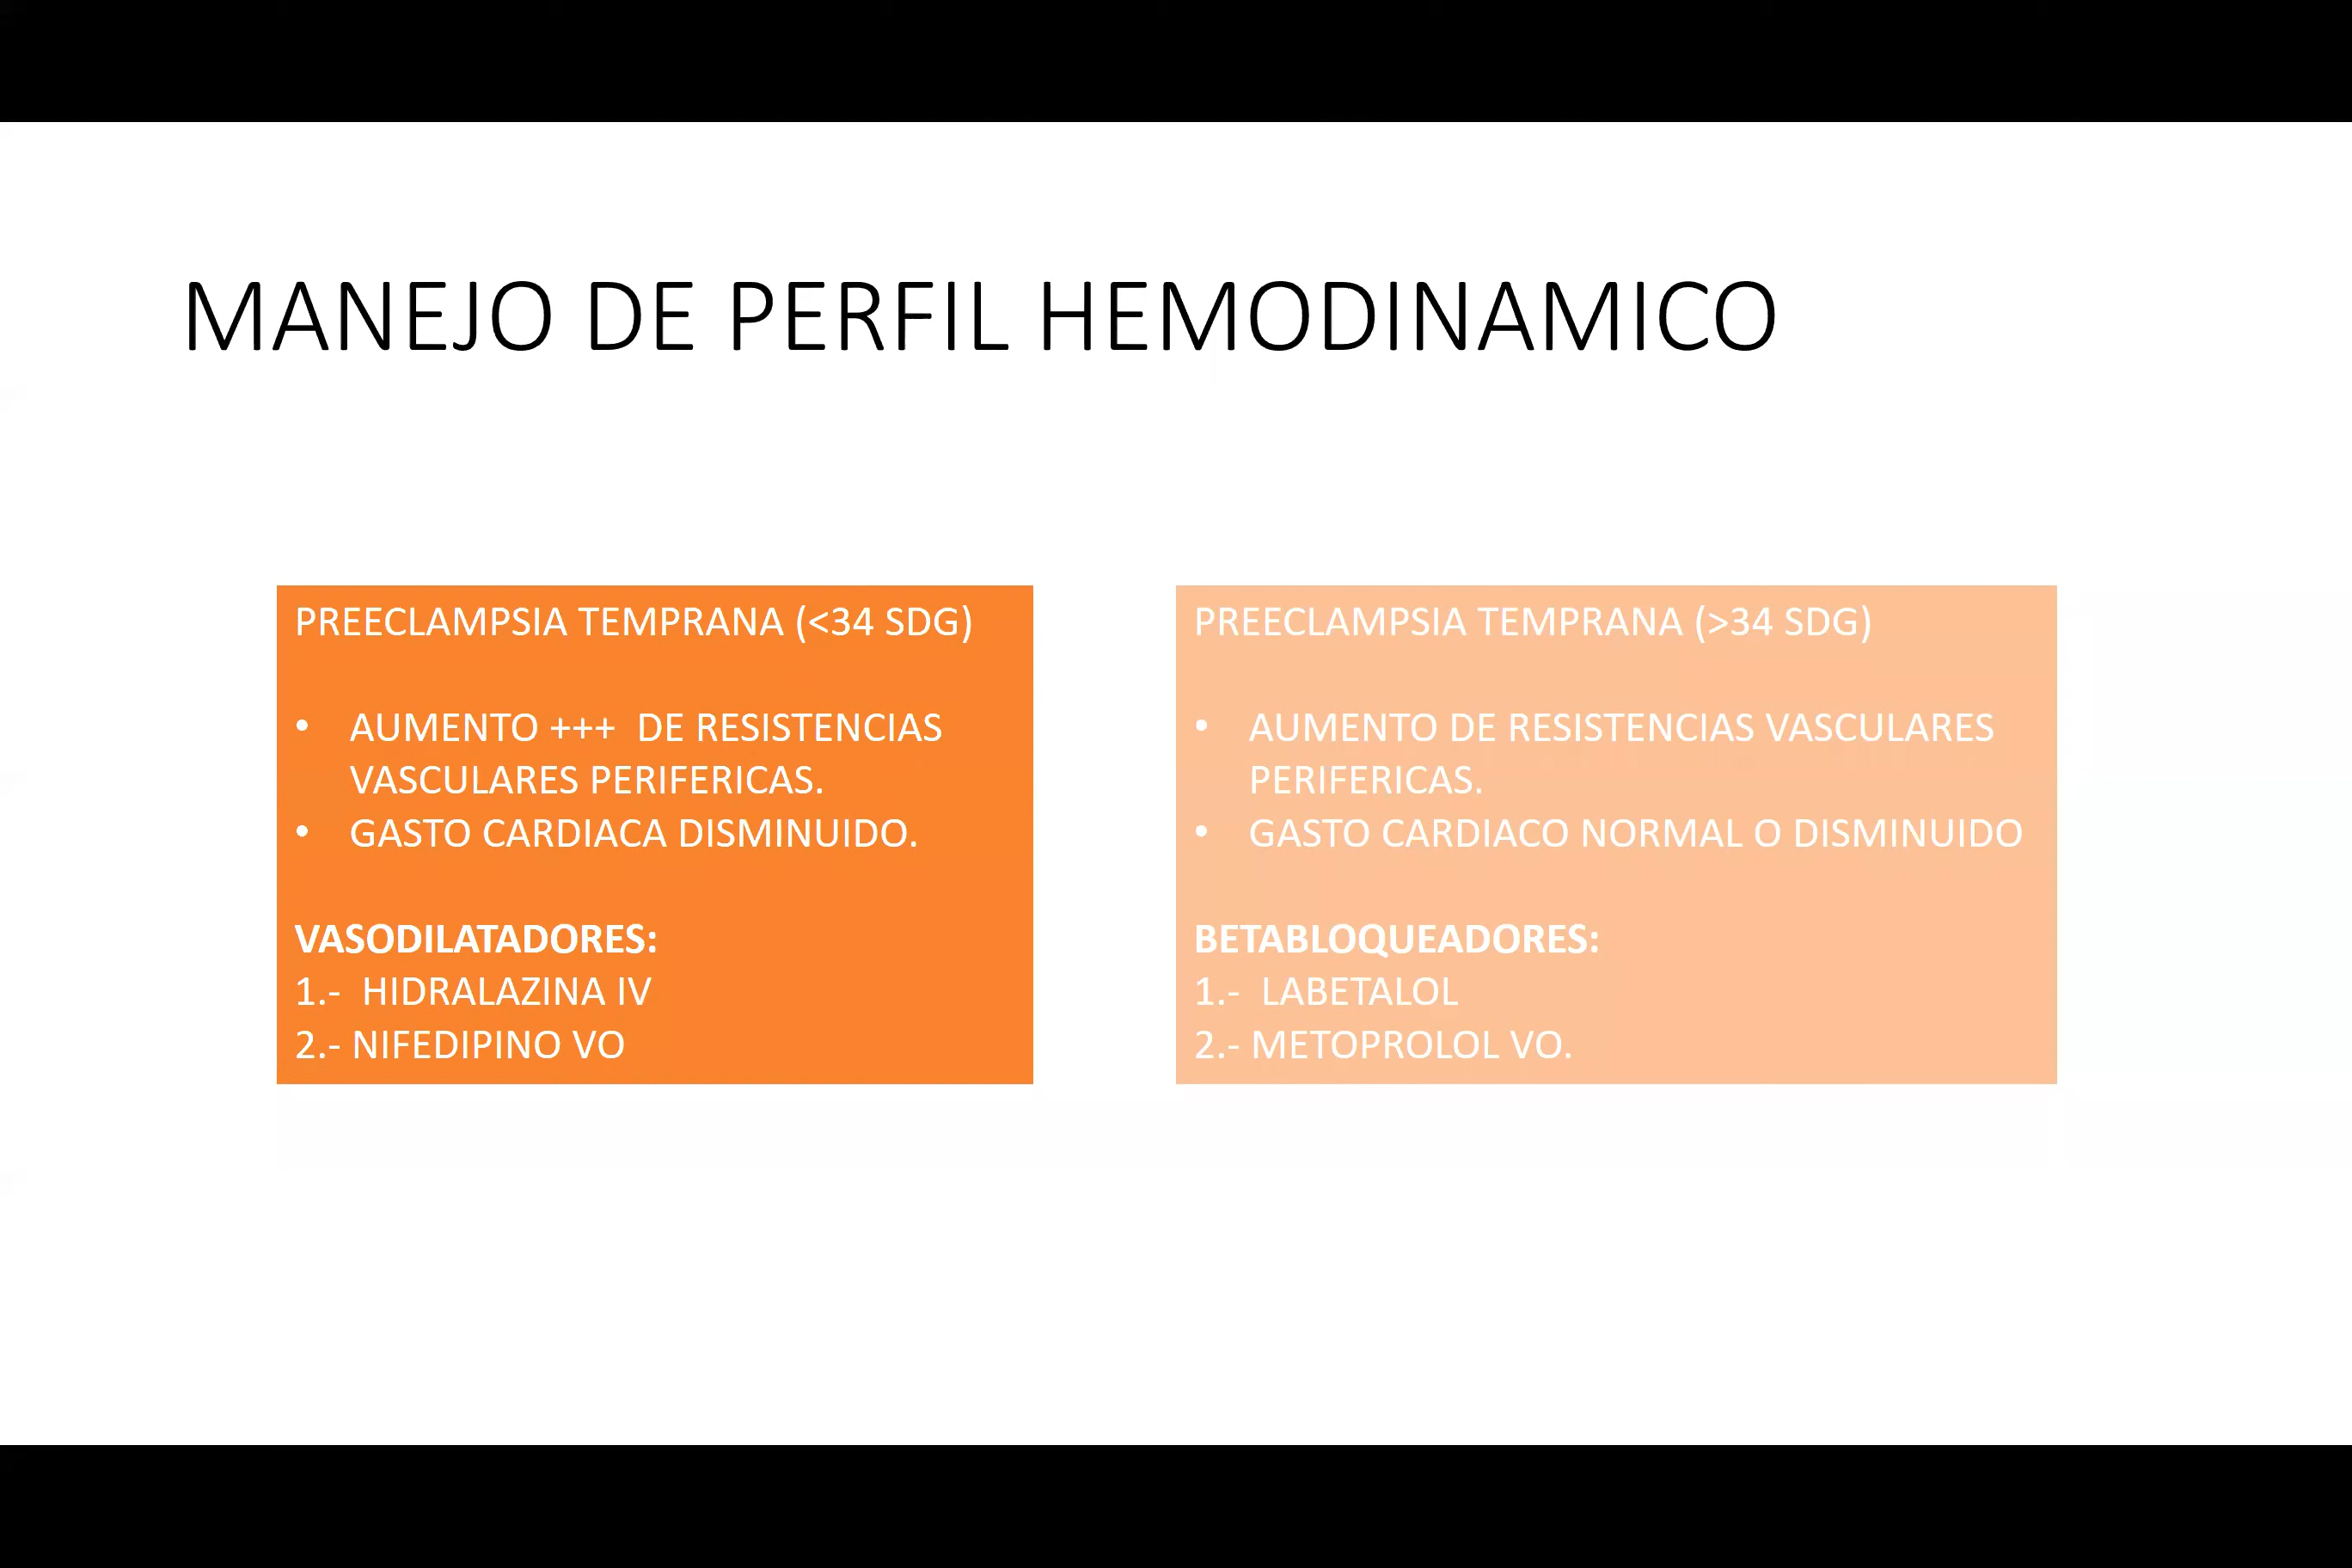 MANEJO DE PERFIL HEMODINAMICO
PREECLAMPSIA TEMPRANA (<34 SDG)
• AUMENTO +++  DE RESISTENCIAS
VASCULARES PERIFERICAS.
• GASTO CARDIACA DISMINUIDO.
VASODILATADORES:
1.-  HIDRALAZINA IV
2.- NIFEDIPINO VO
PREECLAMPSIA TEMPRANA (>34 SDG)
• AUMENTO DE RESISTENCIAS VASCULARES
PERIFERICAS.
• GASTO CARDIACO NORMAL O DISMINUIDO
BETABLOQUEADORES:
1.-  LABETALOL
2.- METOPROLOL VO.